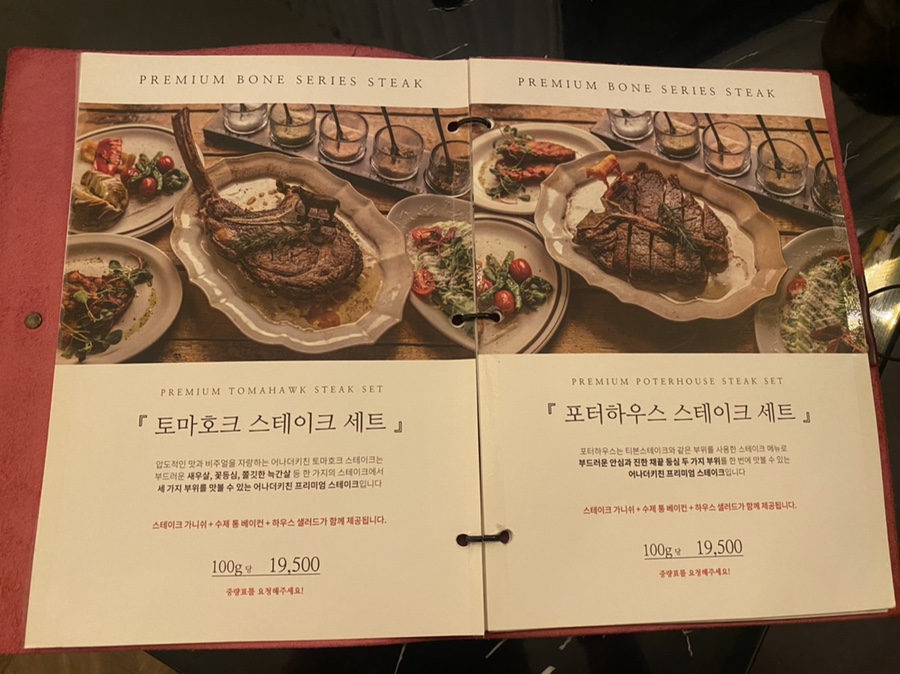 PREMIUM BONE SERIES STEAK
PREMIUM TOMAHAWK STEAK SET
『 토마호크 스테이크 세트 』
압도적인 맛과 비주얼을 자랑하는 어나더키친 토마호크 스테이크는
부드러운 새우살, 꽃등심, 쫄깃한 늑간살 등 한 가지의 스테이크에서
세 가지 부위를 맛볼 수 있는 어나더키친 프리미엄 스테이크입니다
스테이크 가니쉬 + 수제 통 베이컨 + 하우스 샐러드가 함께 제공됩니다.
100g 당 19,500
중량표를 요청해주세요!
PREMIUM BONE SERIES STEAK
PREMIUM POTERHOUSE STEAK SET
『 포터하우스 스테이크 세트 』
포터하우스는 티본스테이크와 같은 부위를 사용한 스테이크 메뉴로
부드러운 안심과 진한 채끝 등심 두 가지 부위를 한 번에 맛볼 수 있는
어나더키친 프리미엄 스테이크입니다
스테이크 가니쉬 + 수제 통 베이컨 + 하우스 샐러드가 함께 제공됩니다.
100g 당 19,500
중량표를 요청해주세요!